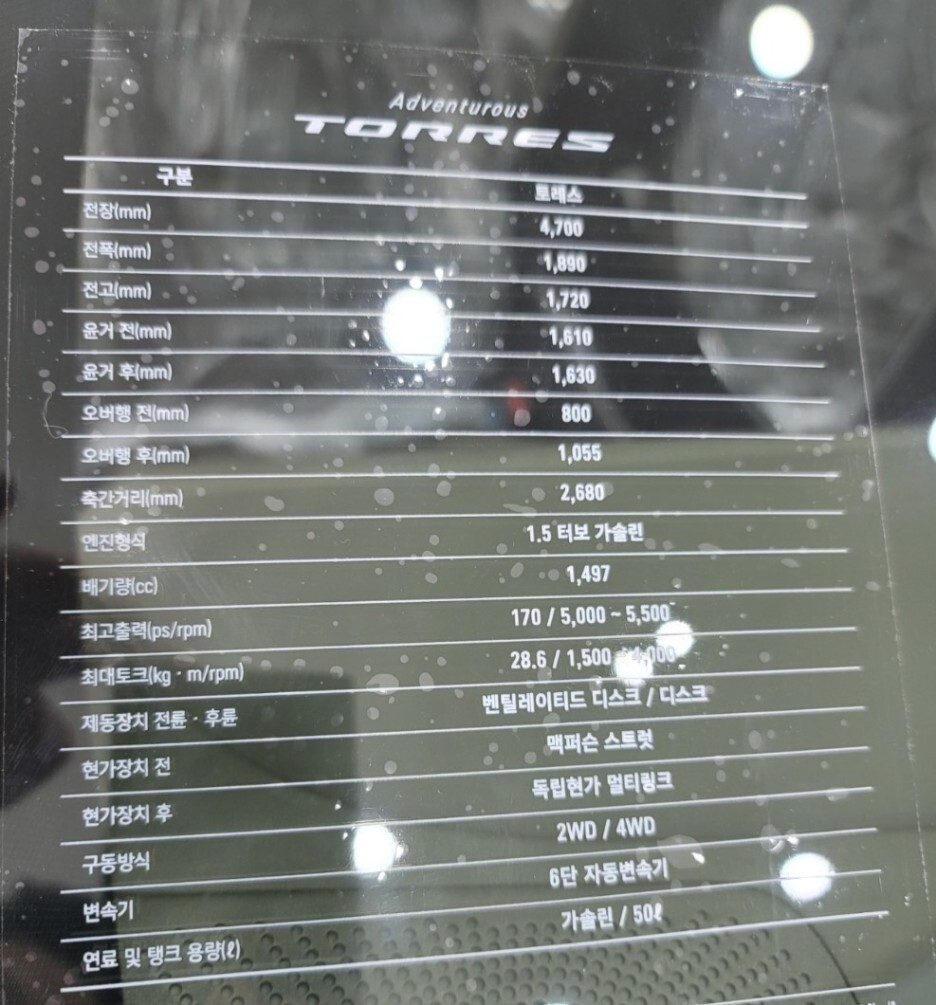 Adventurous
TORRES
구분 토레스
전장(mm) 4,700
전폭(mm) 1,890
전고(mm) 1,720
윤거 전(mm) 1,610
윤거 후(mm) 1,630
오버행 전(mm) 800
오버행 후(mm) 1,055
축간거리(mm) 2,680
엔진형식 1.5 터보 가솔린
배기량(cc) 1,497
최고출력(ps/rpm) 170 / 5,000 ~ 5,500
최대토크(kg · m/rpm) 28.6 / 1,500 ~ 4,000
제동장치 전륜 · 후륜 벤틸레이티드 디스크 / 디스크
현가장치 전 맥퍼슨 스트럿
현가장치 후 독립현가 멀티링크
구동방식 2WD / 4WD
변속기 6단 자동변속기
연료 및 탱크 용량(ℓ) 가솔린 / 50ℓ